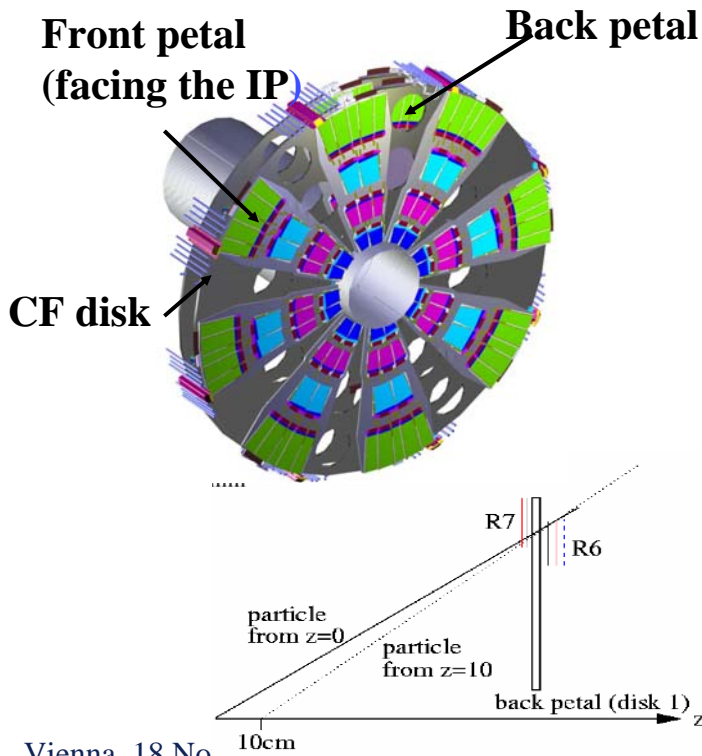 Front petal
(facing the IP)
Back petal
CF disk
R7
R6
particle
from z=0
particle
from z=10
back petal (disk 1)
z
10cm
Vienna, 18 No